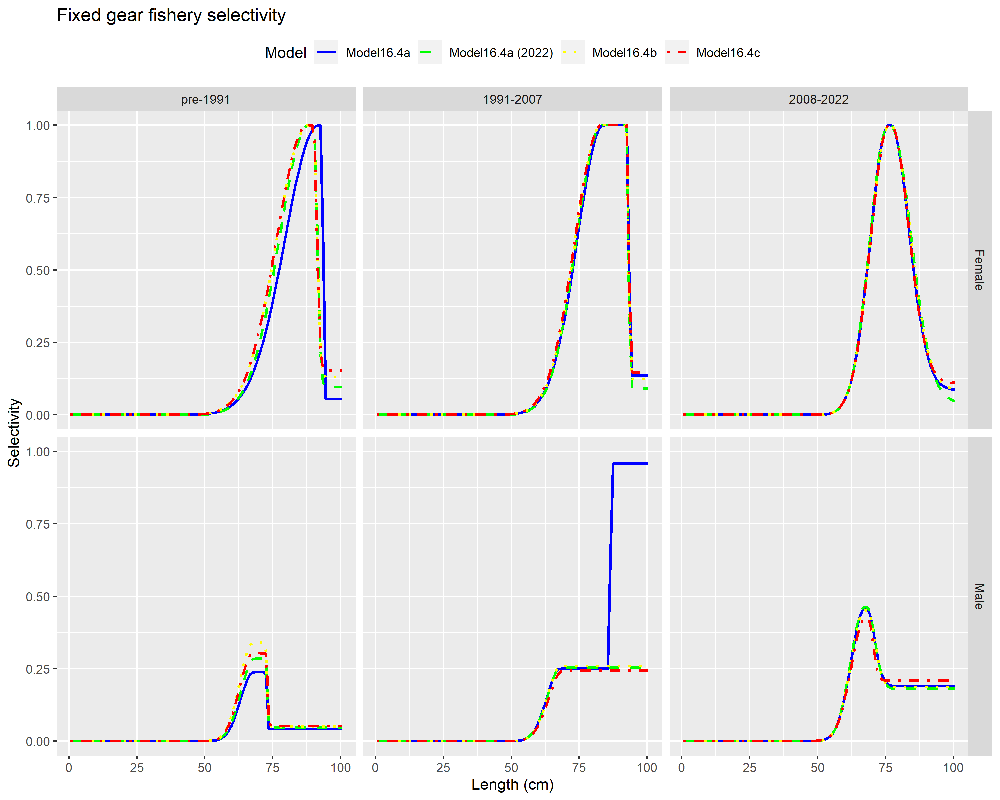 Fixed gear fishery selectivity
Model Model16.4a Model16.4a (2022) Model16.4b Model16.4c
pre-1991 1991-2007 2008-2022
1.00
0.75
0.50
0.25
0.00
Female
Selectivity
1.00
0.75
0.50
0.25
0.00
Male
0 25 50 75 100 0 25 50 75 100 0 25 50 75 100
Length (cm)